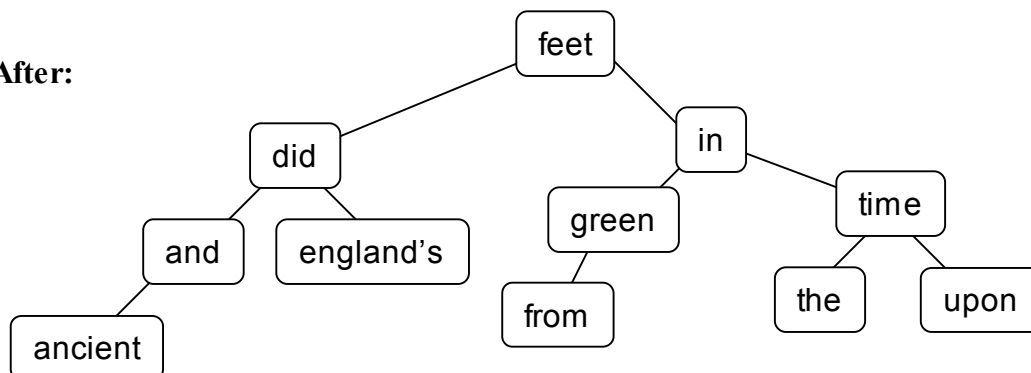 feet
After:
in
did
time
green
and
england's
the
upon
from
ancient